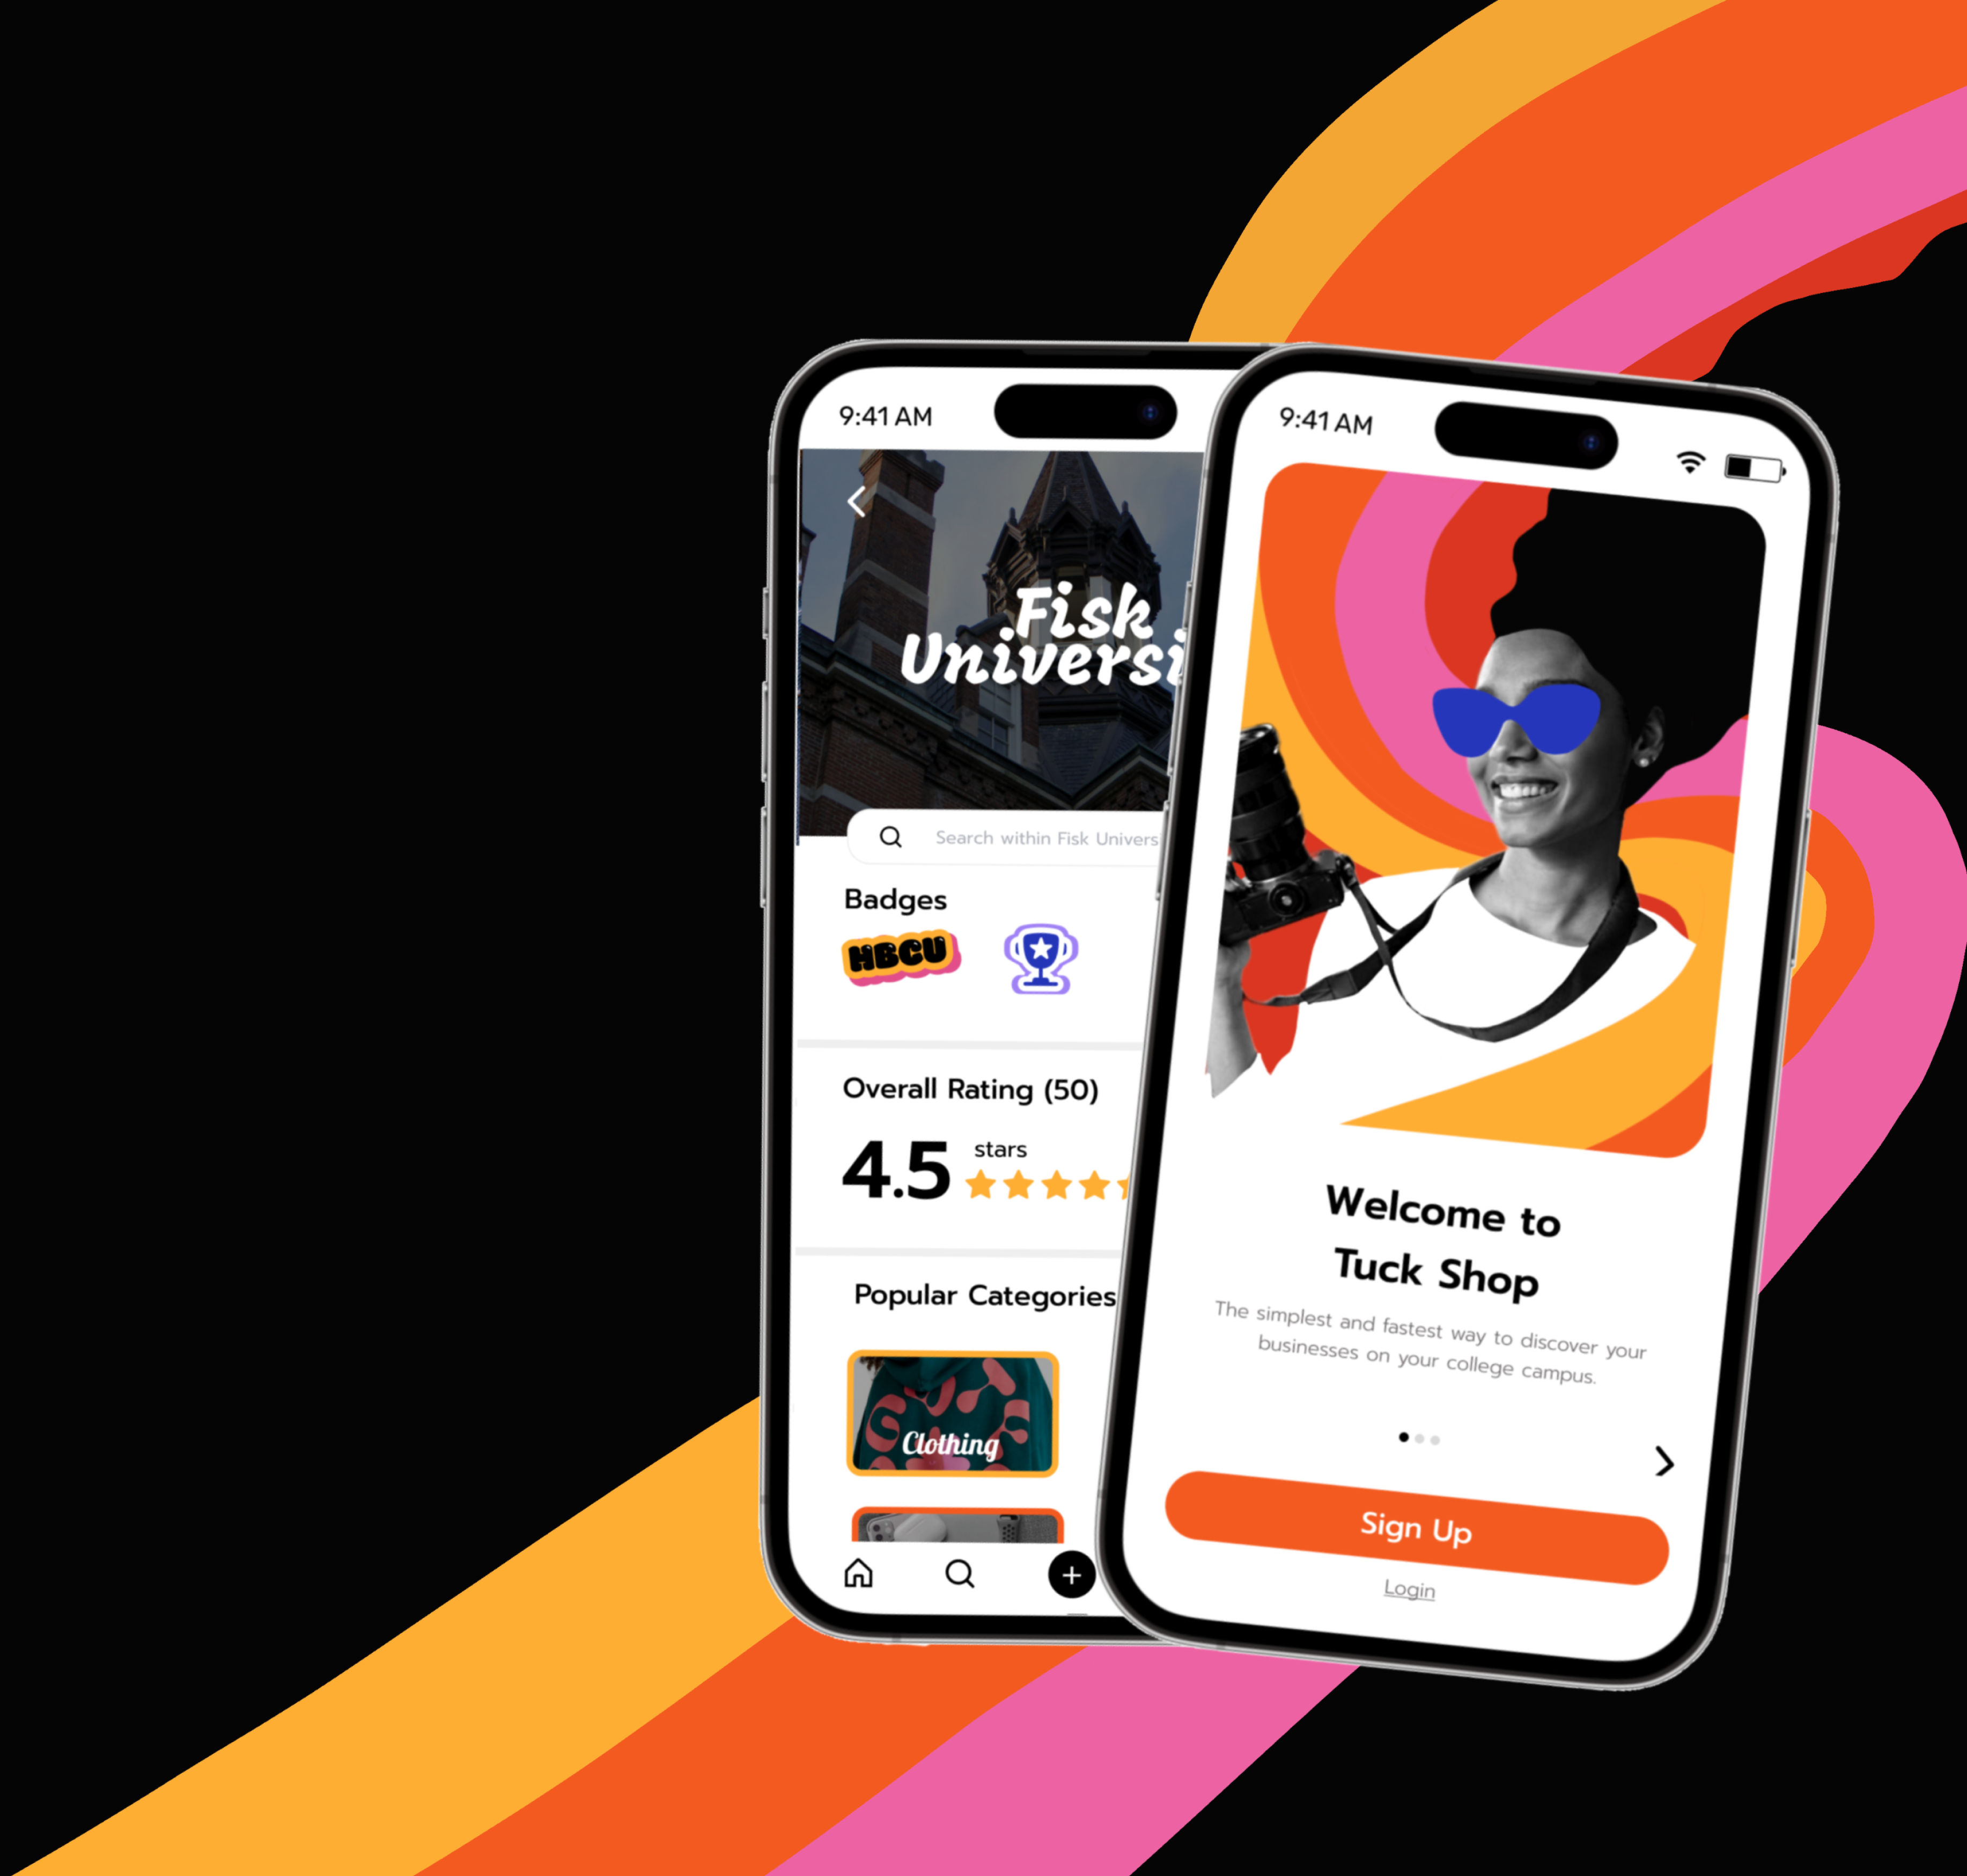 9:41 AM
Fisk
Universi
Search within Fisk Universi
Badges
HBCU
Overall Rating (50)
4.5
stars
Popular Categories
Clothing
9:41 AM
Welcome to
Tuck Shop
The simplest and fastest way to discover your
businesses on your college campus.
Sign Up
Login